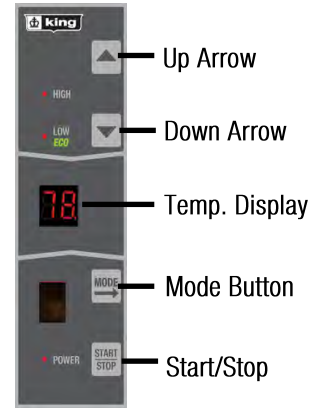 king
Up Arrow
HIGH
LOW
ECO
Down Arrow
78.
Temp. Display
MODE
Mode Button
POWER
START
STOP
Start/Stop